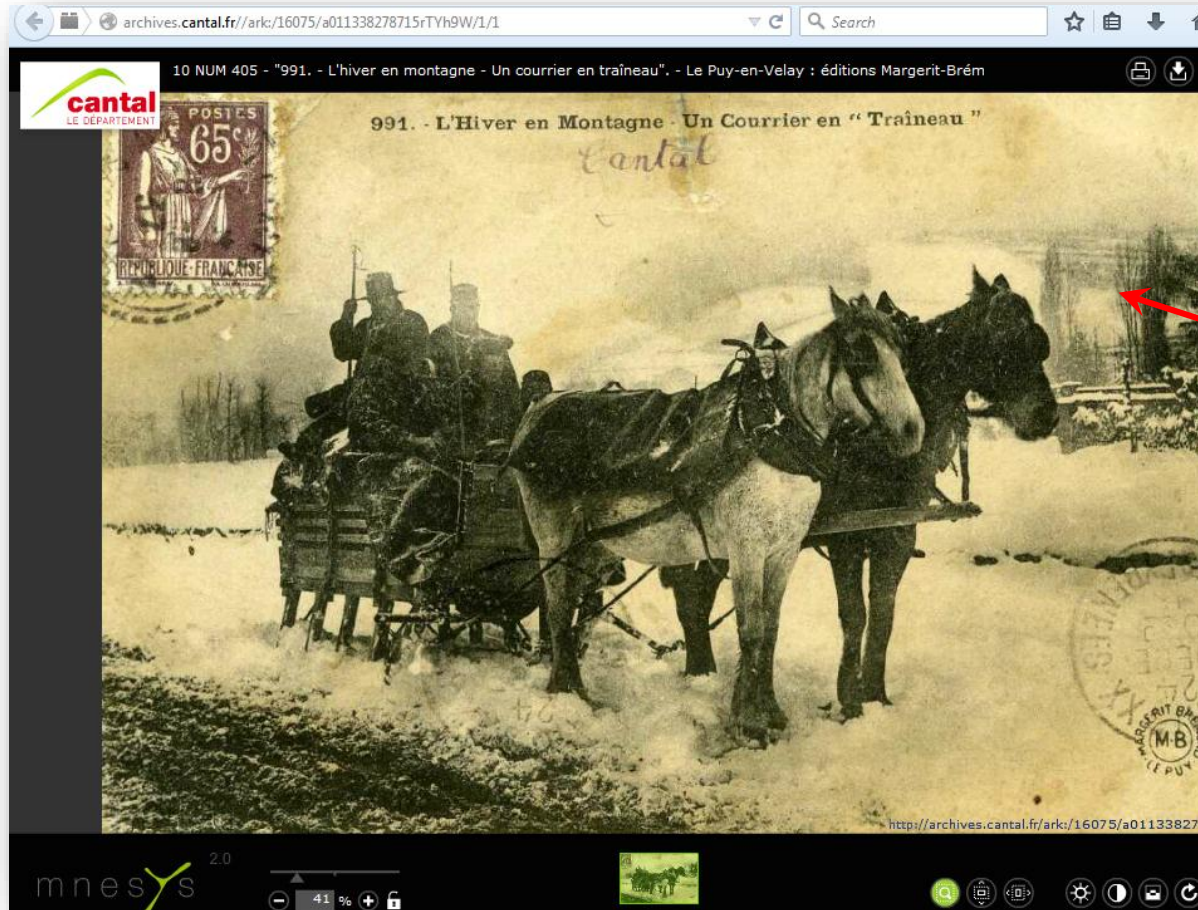 archives.cantal.fr//ark:/16075/a011338278715rTYh9W/1/1
Search
cantal
LE DÉPARTEMENT
10 NUM 405 - "991. - L'hiver en montagne - Un courrier en traîneau". - Le Puy-en-Velay : éditions Margerit-Brém
POSTES
65c
REPUBLIQUE-FRANÇAISE
991. - L'Hiver en Montagne - Un Courrier en " Traîneau "
Cantal
24
MARGERIT
M·B
LE PUY
http://archives.cantal.fr/ark:/16075/a01133827
mnesys
2.0
41 %